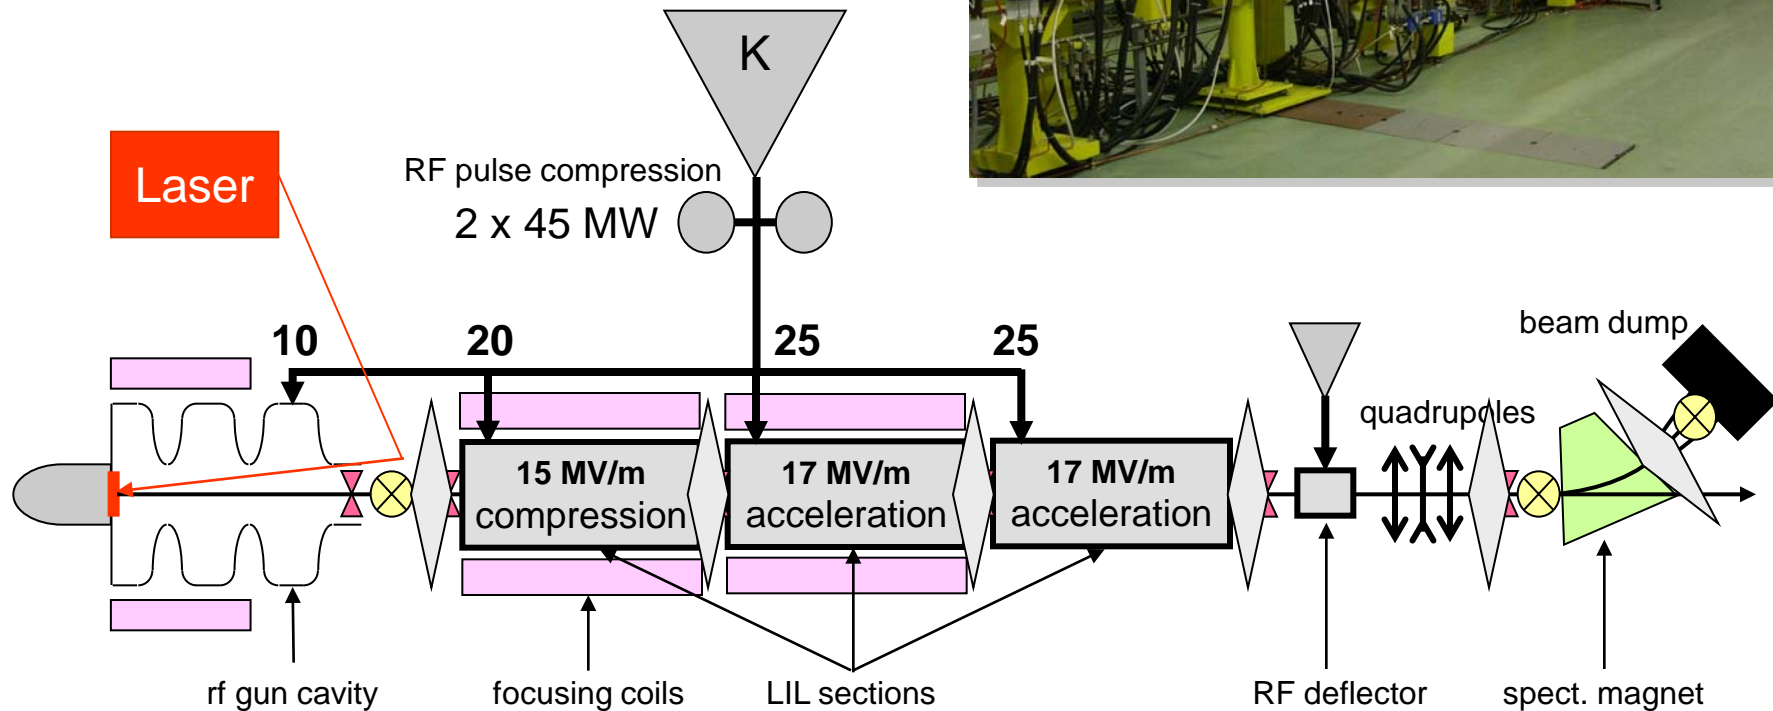 K
Laser
RF pulse compression
2 x 45 MW
10
20
25
25
beam dump
quadrupoles
15 MV/m
compression
17 MV/m
acceleration
17 MV/m
acceleration
rf gun cavity
focusing coils
LIL sections
RF deflector
spect. magnet